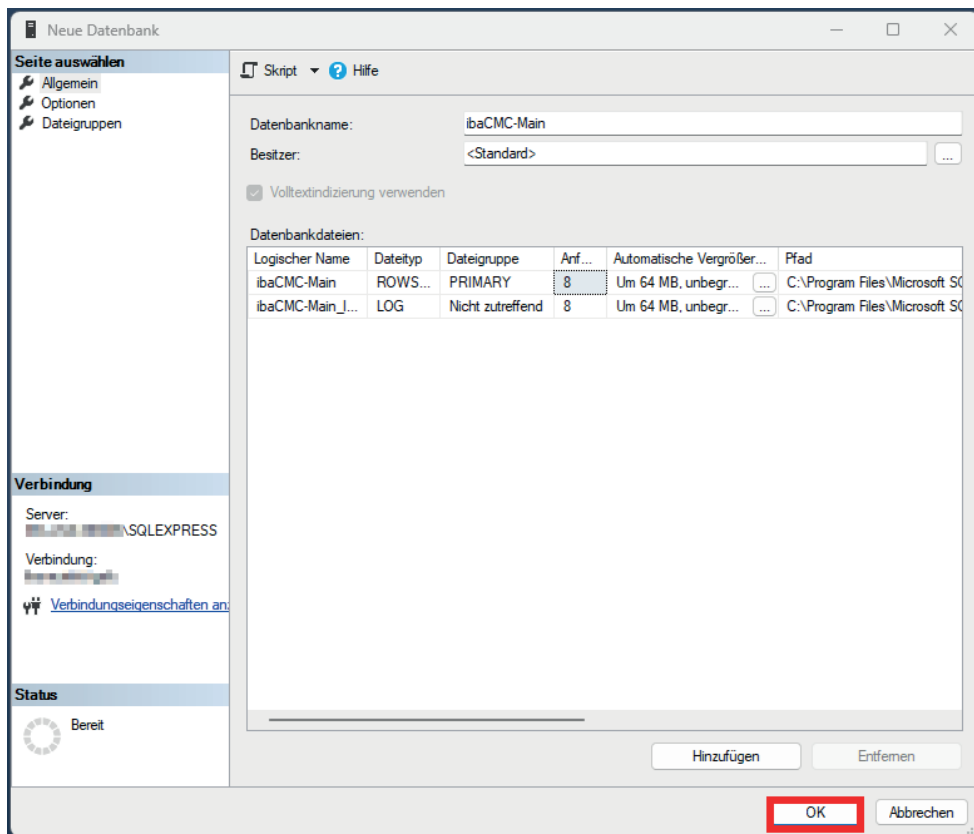 Neue Datenbank
Seite auswählen
Allgemein
Optionen
Dateigruppen
Skript Hilfe
Datenbankname: ibaCMC-Main
Besitzer: <Standard> ...
Volltextindizierung verwenden
Datenbankdateien:
Logischer Name Dateityp Dateigruppe Anf... Automatische Vergrößer... Pfad
ibaCMC-Main ROWS... PRIMARY 8 Um 64 MB, unbegr... ... C:\Program Files\Microsoft SQ
ibaCMC-Main_l... LOG Nicht zutreffend 8 Um 64 MB, unbegr... ... C:\Program Files\Microsoft SQ
Verbindung
Server:
\SQLEXPRESS
Verbindung:
Verbindungseigenschaften an
Status
Bereit
Hinzufügen Entfernen
OK Abbrechen